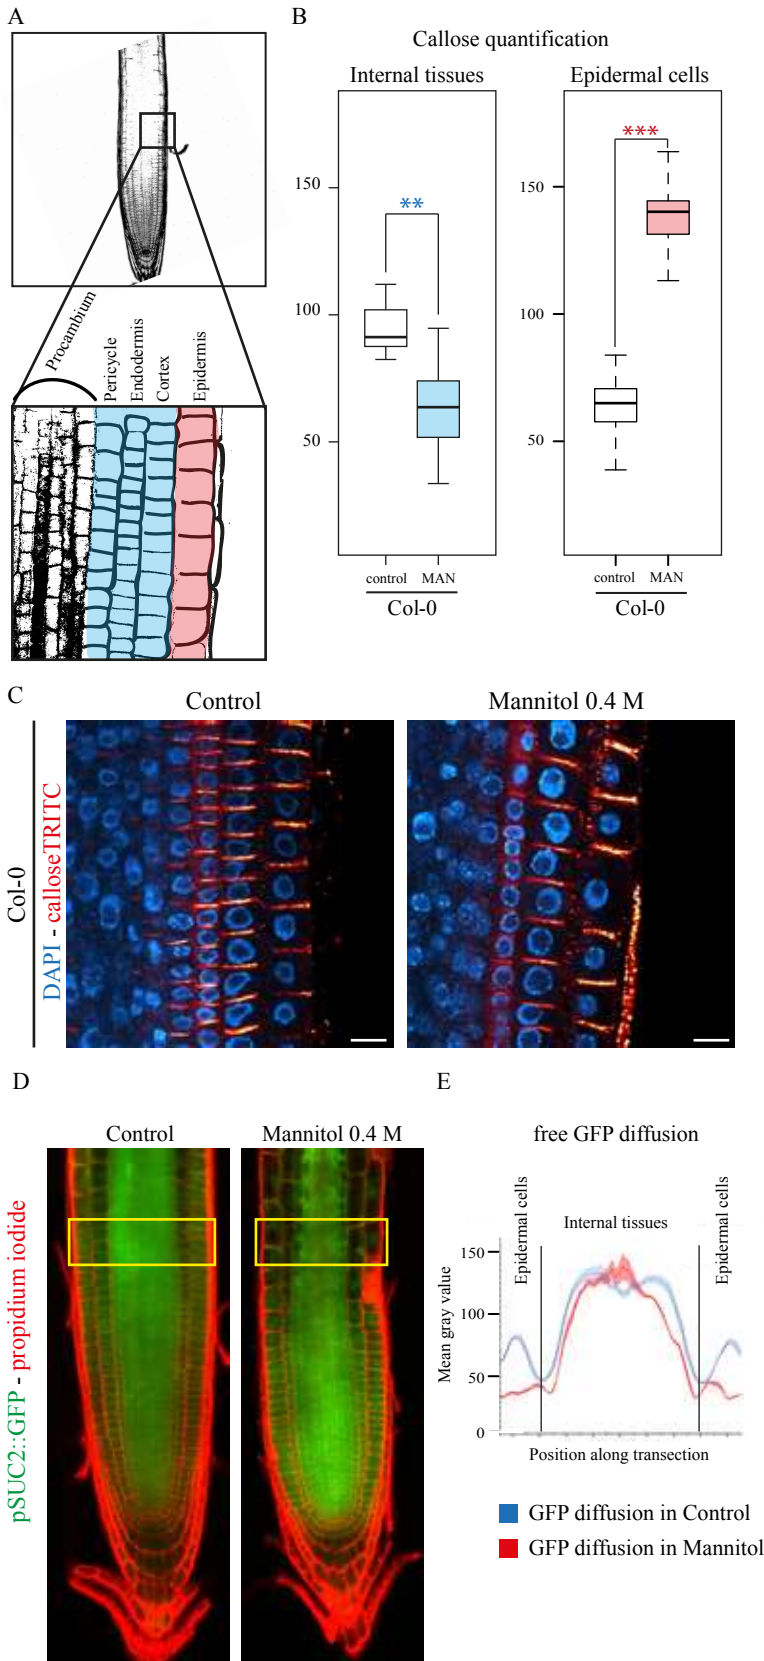 A
B
Callose quantification
Internal tissues
Epidermal cells
150
100
50
**
control
MAN
Col-0
150
100
50
***
control
MAN
Col-0
Procambium
Pericycle
Endodermis
Cortex
Epidermis
C
Control
Mannitol 0.4 M
Col-0
DAPI - calloseTRITC
D
Control
Mannitol 0.4 M
pSUC2::GFP - propidium iodide
E
free GFP diffusion
Epidermal cells
Internal tissues
Epidermal cells
Mean gray value
150
100
50
0
Position along transection
GFP diffusion in Control
GFP diffusion in Mannitol